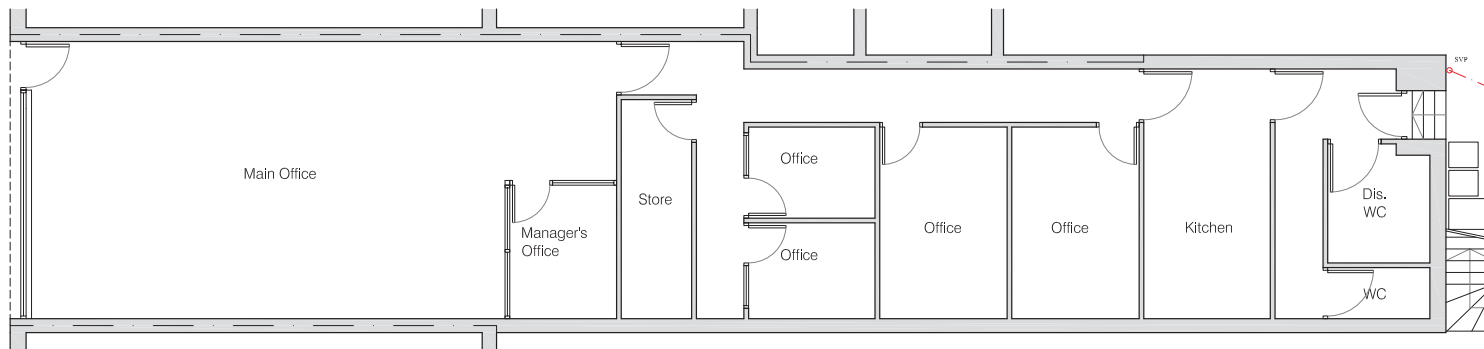 SVP
Main Office
Manager's
Office
Store
Office
Office
Office
Office
Kitchen
Dis.
WC
WC